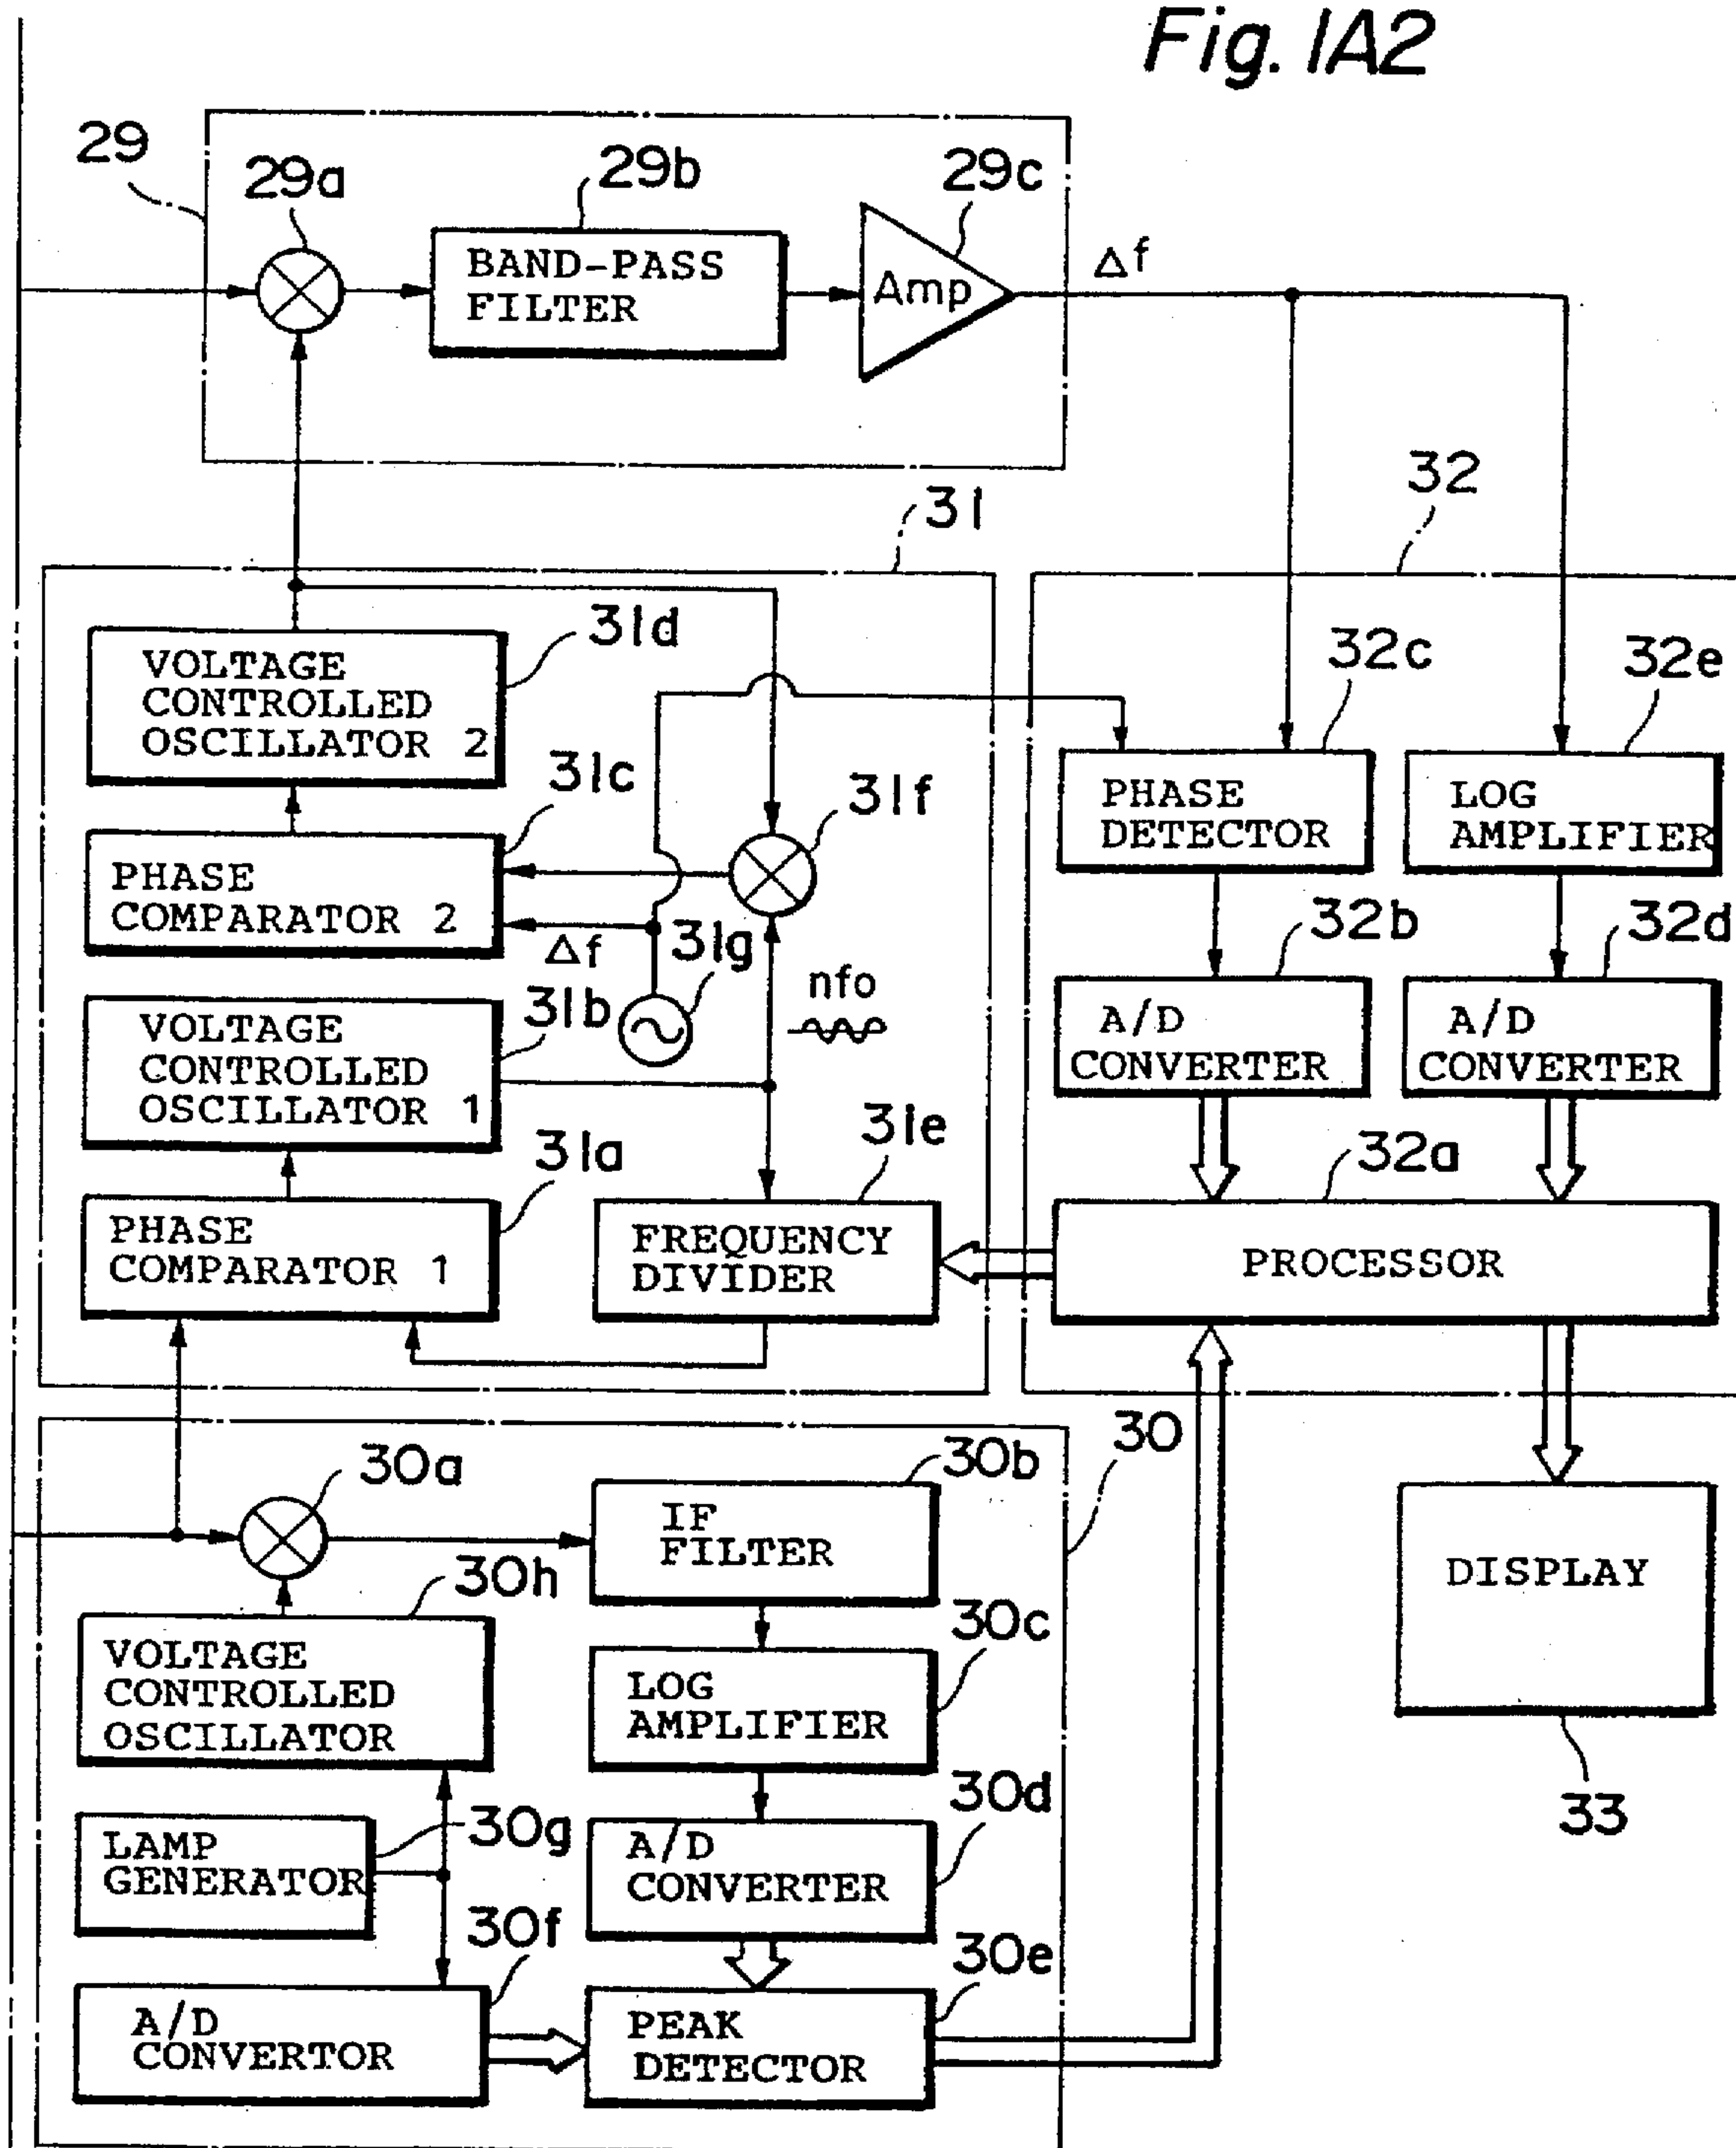 Fig. 1A2
29
29a
29b
29c
BAND-PASS
FILTER
Amp
Δf
31
32
31d
VOLTAGE
CONTROLLED
OSCILLATOR 2
32c
32e
31c
31f
PHASE
DETECTOR
LOG
AMPLIFIER
PHASE
COMPARATOR 2
Δf
31g
32b
32d
31b
nfo
VOLTAGE
CONTROLLED
OSCILLATOR 1
A/D
CONVERTER
A/D
CONVERTER
31a
31e
32a
PHASE
COMPARATOR 1
FREQUENCY
DIVIDER
PROCESSOR
30a
30b
30
IF
FILTER
DISPLAY
30h
30c
VOLTAGE
CONTROLLED
OSCILLATOR
LOG
AMPLIFIER
33
30g
30d
LAMP
GENERATOR
A/D
CONVERTER
30f
30e
A/D
CONVERTOR
PEAK
DETECTOR